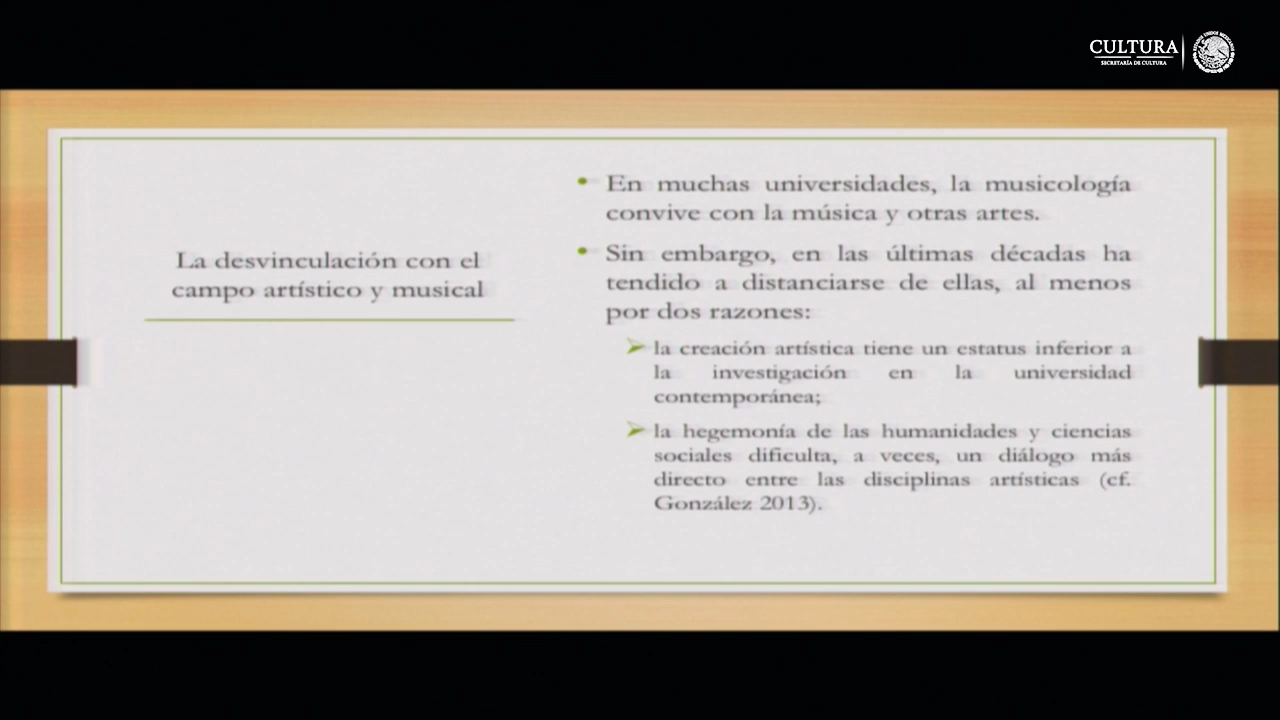 CULTURA
SECRETARÍA DE CULTURA
La desvinculación con el
campo artístico y musical
• En muchas universidades, la musicología
convive con la música y otras artes.
• Sin embargo, en las últimas décadas ha
tendido a distanciarse de ellas, al menos
por dos razones:
➢ la creación artística tiene un estatus inferior a
la investigación en la universidad
contemporánea;
➢ la hegemonía de las humanidades y ciencias
sociales dificulta, a veces, un diálogo más
directo entre las disciplinas artísticas (cf.
González 2013).